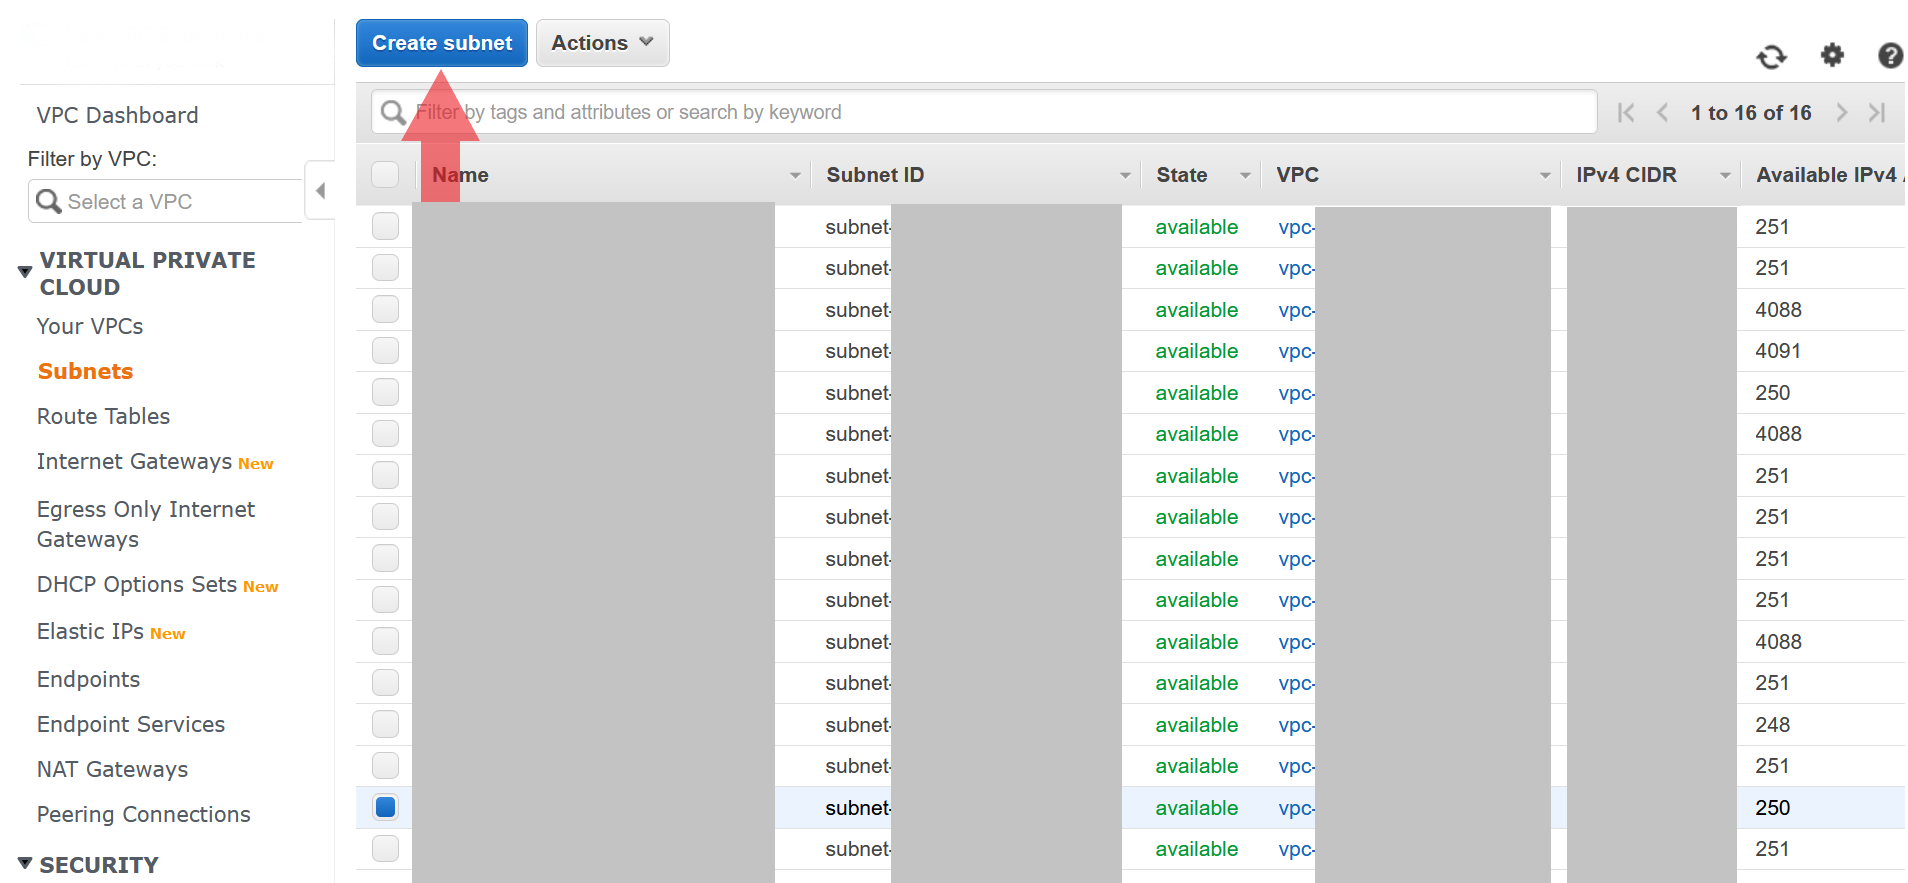 Create subnet Actions
VPC Dashboard
Filter by VPC:
Select a VPC
VIRTUAL PRIVATE
CLOUD
Your VPCs
Subnets
Route Tables
Internet Gateways New
Egress Only Internet
Gateways
DHCP Options Sets New
Elastic IPs New
Endpoints
Endpoint Services
NAT Gateways
Peering Connections
SECURITY
Filter by tags and attributes or search by keyword 1 to 16 of 16
Name Subnet ID State VPC IPv4 CIDR Available IPv4
subnet- available vpc- 251
subnet- available vpc- 251
subnet- available vpc- 4088
subnet- available vpc- 4091
subnet- available vpc- 250
subnet- available vpc- 4088
subnet- available vpc- 251
subnet- available vpc- 251
subnet- available vpc- 251
subnet- available vpc- 251
subnet- available vpc- 4088
subnet- available vpc- 251
subnet- available vpc- 248
subnet- available vpc- 251
subnet- available vpc- 250
subnet- available vpc- 251